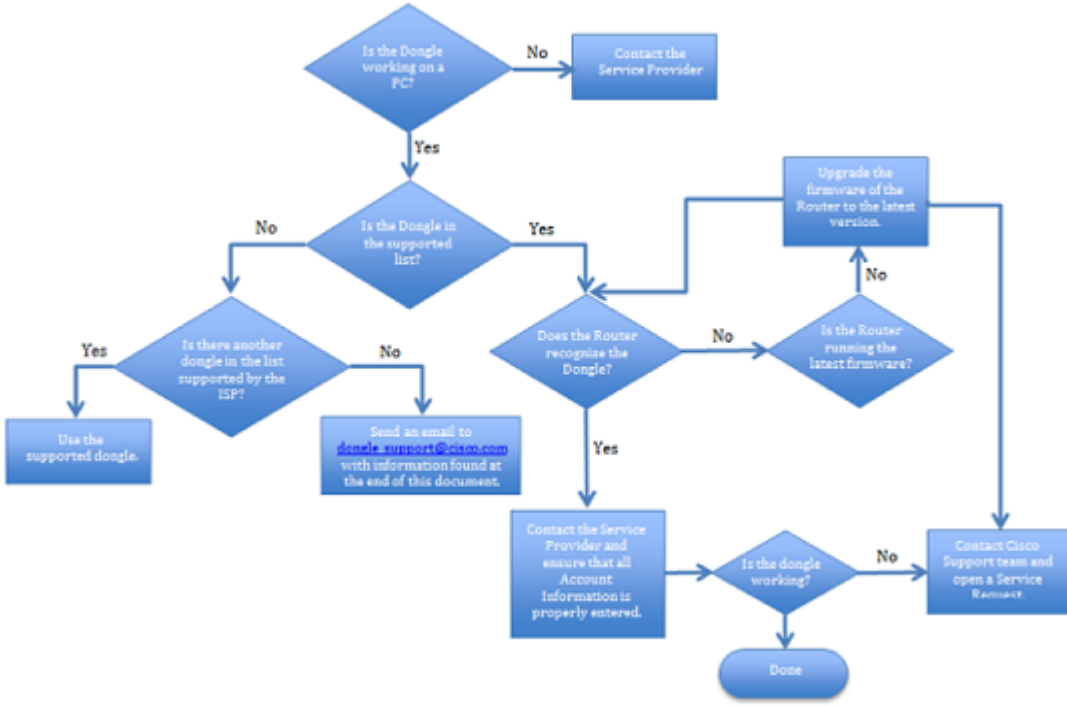 Is the Dongle
working on a
PC?
No
Contact the
Service Provider
Yes
Is the Dongle in
the supported
list?
No
Yes
Upgrade the
firmware of the
Router to the latest
version.
No
Is there another
dongle in the list
supported by the
ISP?
Yes
No
Does the Router
recognize the
Dongle?
No
Is the Router
running the
latest firmware?
Use the
supported dongle.
Send an email to
dongle_support@cisco.com
with information found at
the end of this document.
Yes
Contact the Service
Provider and
ensure that all
Account
Information is
properly entered.
Is the dongle
working?
No
Contact Cisco
Support team and
open a Service
Request.
Done